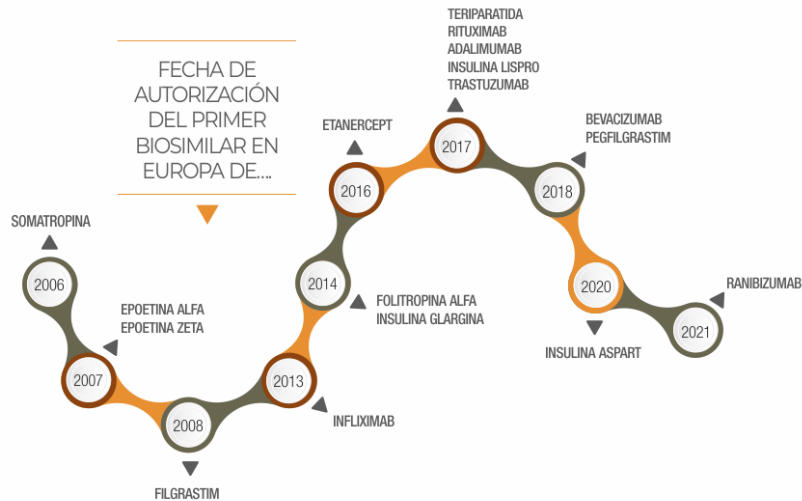 FECHA DE
AUTORIZACIÓN
DEL PRIMER
BIOSIMILAR EN
EUROPA DE....
SOMATROPINA
2006
EPOETINA ALFA
EPOETINA ZETA
2007
2008
FILGRASTIM
2013
INFLIXIMAB
2014
FOLITROPINA ALFA
INSULINA GLARGINA
ETANERCEPT
2016
TERIPARATIDA
RITUXIMAB
ADALIMUMAB
INSULINA LISPRO
TRASTUZUMAB
2017
BEVACIZUMAB
PEGFILGRASTIM
2018
2020
INSULINA ASPART
RANIBIZUMAB
2021